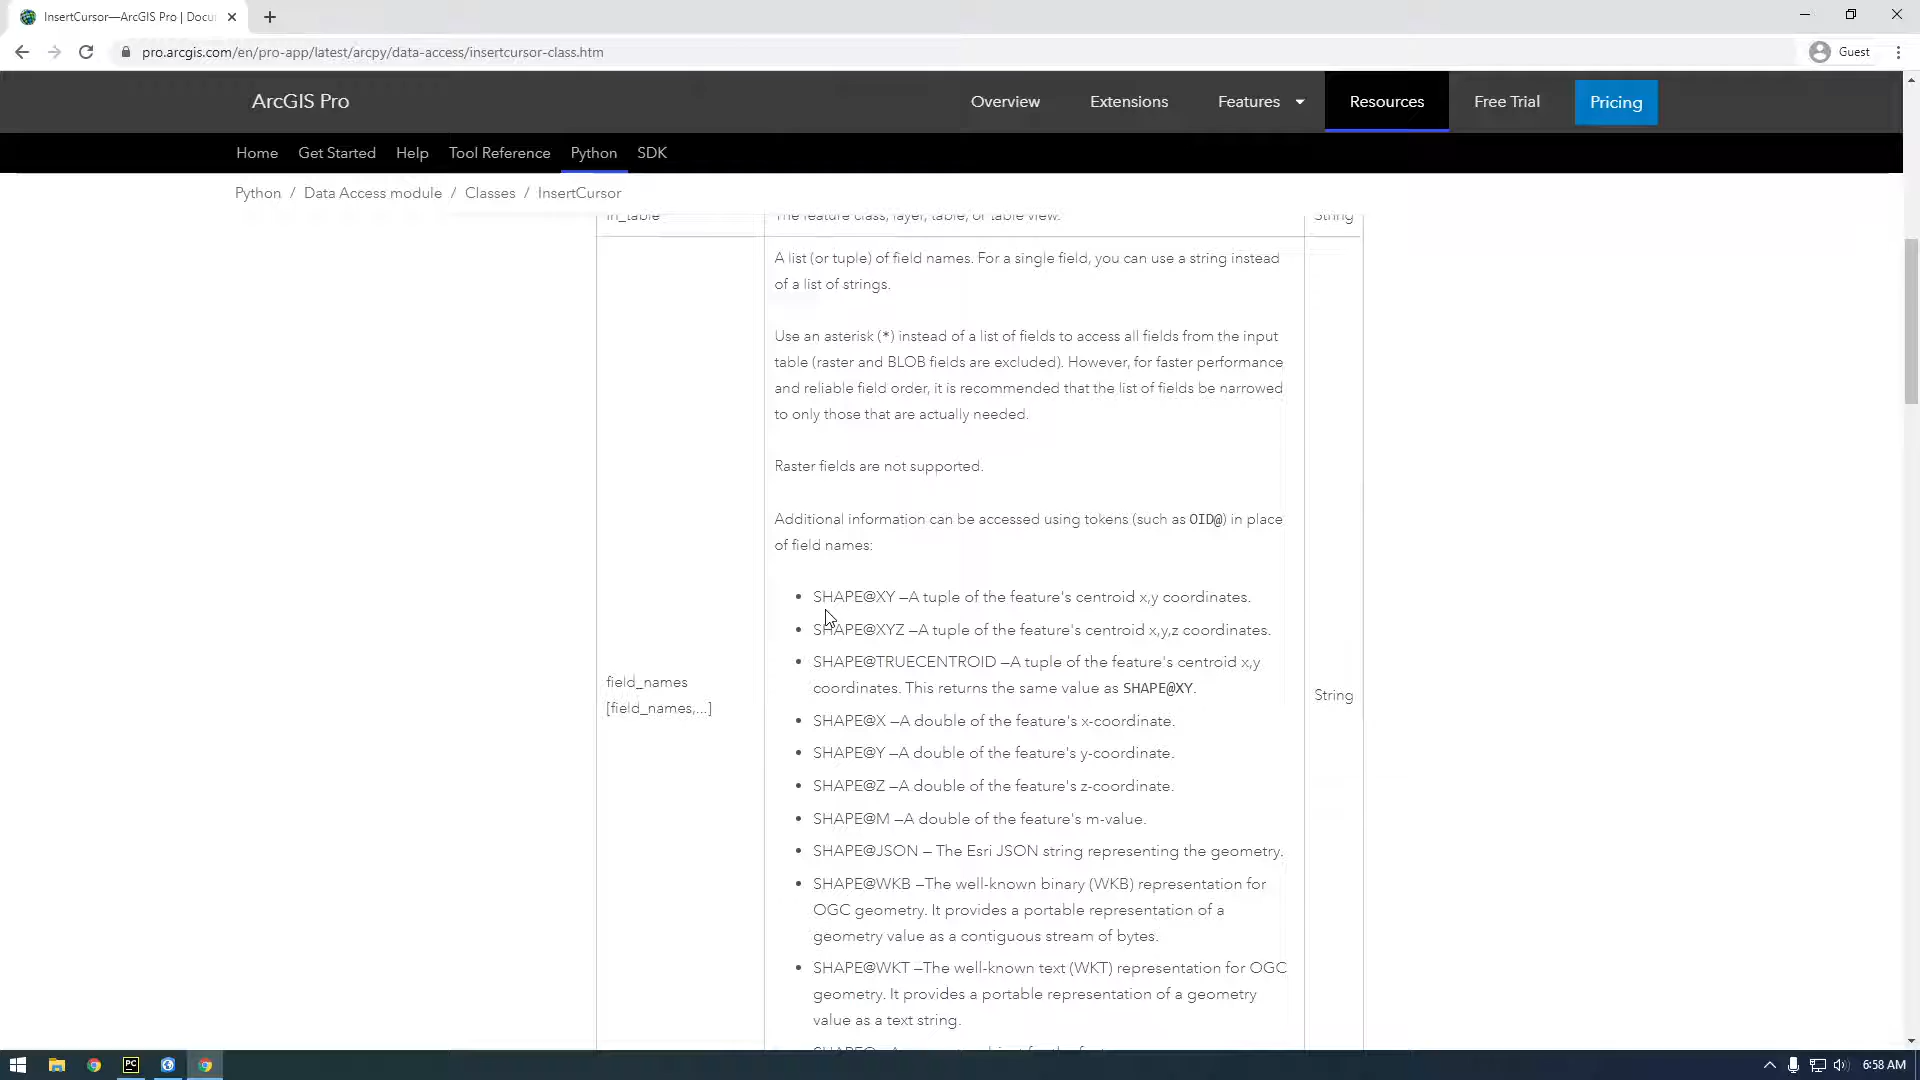 InsertCursor—ArcGIS Pro | Docu
pro.arcgis.com/en/pro-app/latest/arcpy/data-access/insertcursor-class.htm
Guest
ArcGIS Pro
Overview
Extensions
Features
Resources
Free Trial
Pricing
Home
Get Started
Help
Tool Reference
Python
SDK
Python / Data Access module / Classes / InsertCursor
in_table
The feature class, layer, table, or table view.
String
A list (or tuple) of field names. For a single field, you can use a string instead
of a list of strings.
Use an asterisk (*) instead of a list of fields to access all fields from the input
table (raster and BLOB fields are excluded). However, for faster performance
and reliable field order, it is recommended that the list of fields be narrowed
to only those that are actually needed.
Raster fields are not supported.
Additional information can be accessed using tokens (such as OID@) in place
of field names:
• SHAPE@XY —A tuple of the feature's centroid x,y coordinates.
• SHAPE@XYZ —A tuple of the feature's centroid x,y,z coordinates.
• SHAPE@TRUECENTROID —A tuple of the feature's centroid x,y
coordinates. This returns the same value as SHAPE@XY.
field_names
[field_names,...]
String
• SHAPE@X —A double of the feature's x-coordinate.
• SHAPE@Y —A double of the feature's y-coordinate.
• SHAPE@Z —A double of the feature's z-coordinate.
• SHAPE@M —A double of the feature's m-value.
• SHAPE@JSON — The Esri JSON string representing the geometry.
• SHAPE@WKB —The well-known binary (WKB) representation for
OGC geometry. It provides a portable representation of a
geometry value as a contiguous stream of bytes.
• SHAPE@WKT —The well-known text (WKT) representation for OGC
geometry. It provides a portable representation of a geometry
value as a text string.
PC
6:58 AM